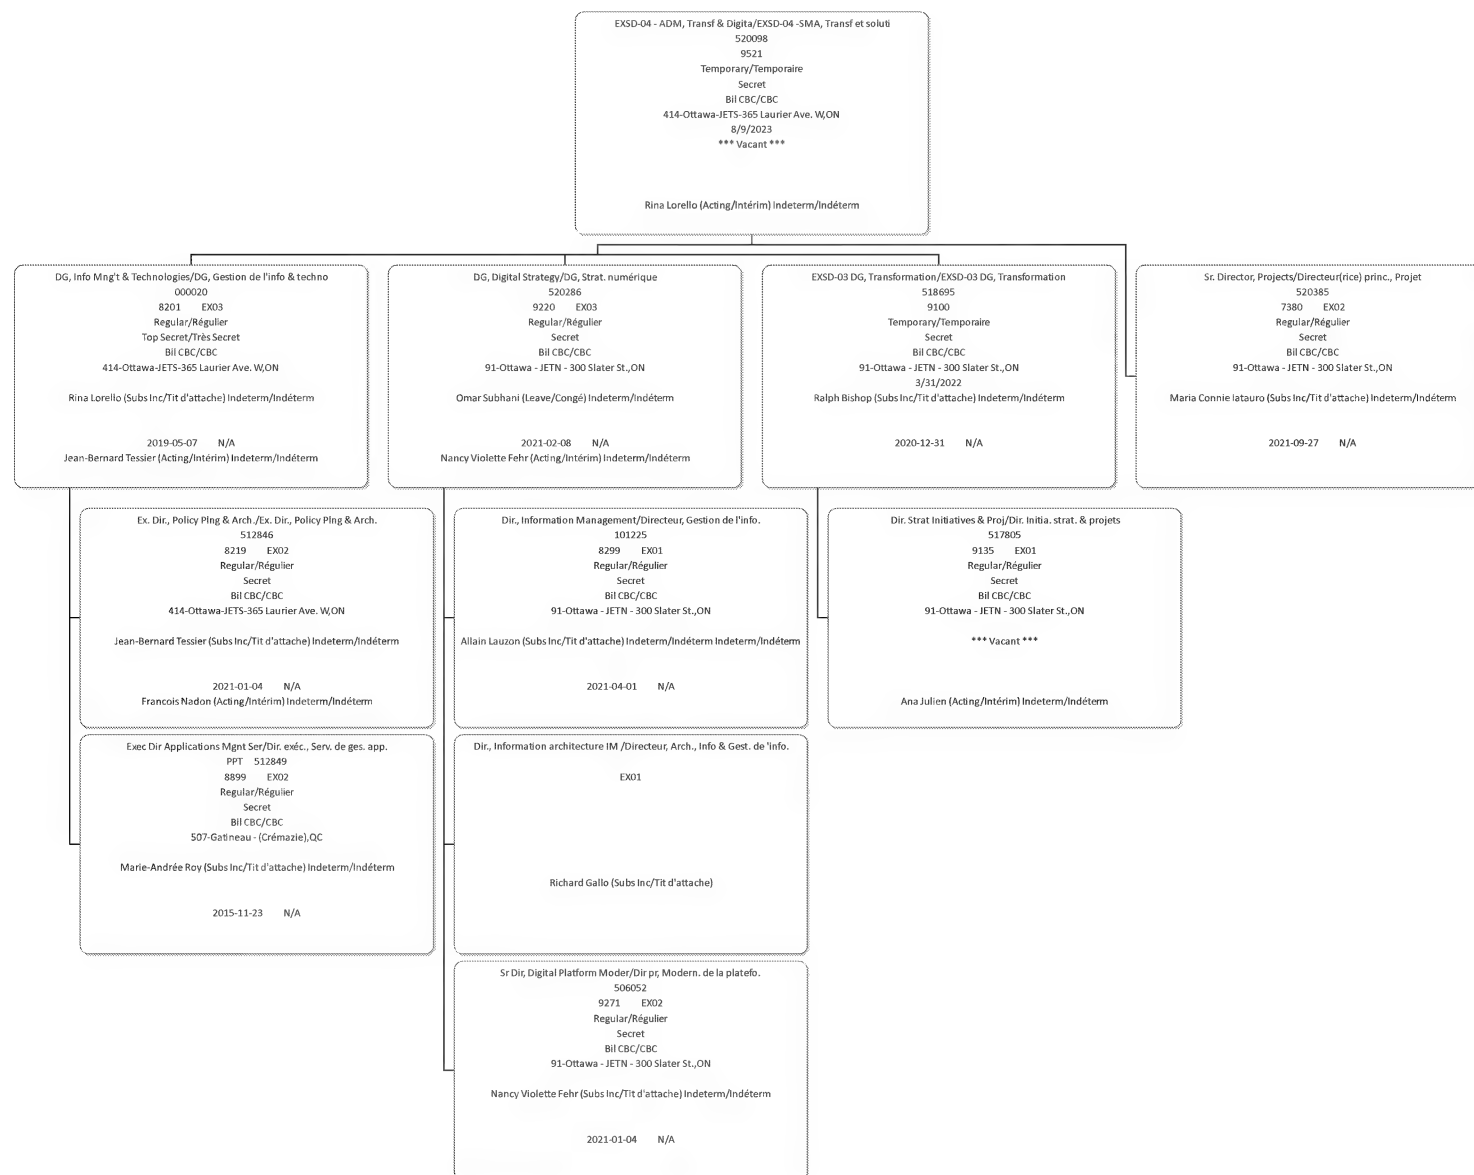 EXSD-04 - ADM, Transf & Digita/EXSD-04 -SMA, Transf et soluti
520098
9521
Temporary/Temporaire
Secret
Bil CBC/CBC
414-Ottawa-JETS-365 Laurier Ave. W,ON
8/9/2023
*** Vacant ***
Rina Lorello (Acting/Intérim) Indeterm/Indéterm
DG, Info Mng't & Technologies/DG, Gestion de l'info & techno
000020
8201 EX03
Regular/Régulier
Top Secret/Très Secret
Bil CBC/CBC
414-Ottawa-JETS-365 Laurier Ave. W,ON
Rina Lorello (Subs Inc/Tit d'attache) Indeterm/Indéterm
2019-05-07 N/A
Jean-Bernard Tessier (Acting/Intérim) Indeterm/Indéterm
DG, Digital Strategy/DG, Strat. numérique
520286
9220 EX03
Regular/Régulier
Secret
Bil CBC/CBC
91-Ottawa - JETN - 300 Slater St.,ON
Omar Subhani (Leave/Congé) Indeterm/Indéterm
2021-02-08 N/A
Nancy Violette Fehr (Acting/Intérim) Indeterm/Indéterm
EXSD-03 DG, Transformation/EXSD-03 DG, Transformation
518695
9100
Temporary/Temporaire
Secret
Bil CBC/CBC
91-Ottawa - JETN - 300 Slater St.,ON
3/31/2022
Ralph Bishop (Subs Inc/Tit d'attache) Indeterm/Indéterm
2020-12-31 N/A
Sr. Director, Projects/Directeur(rice) princ., Projet
520385
7380 EX02
Regular/Régulier
Secret
Bil CBC/CBC
91-Ottawa - JETN - 300 Slater St.,ON
Maria Connie Iatauro (Subs Inc/Tit d'attache) Indeterm/Indéterm
2021-09-27 N/A
Ex. Dir., Policy Plng & Arch./Ex. Dir., Policy Plng & Arch.
512846
8219 EX02
Regular/Régulier
Secret
Bil CBC/CBC
414-Ottawa-JETS-365 Laurier Ave. W,ON
Jean-Bernard Tessier (Subs Inc/Tit d'attache) Indeterm/Indéterm
2021-01-04 N/A
Francois Nadon (Acting/Intérim) Indeterm/Indéterm
Dir., Information Management/Directeur, Gestion de l'info.
101225
8299 EX01
Regular/Régulier
Secret
Bil CBC/CBC
91-Ottawa - JETN - 300 Slater St.,ON
Allain Lauzon (Subs Inc/Tit d'attache) Indeterm/Indéterm Indeterm/Indéterm
2021-04-01 N/A
Dir. Strat Initiatives & Proj/Dir. Initia. strat. & projets
517805
9135 EX01
Regular/Régulier
Secret
Bil CBC/CBC
91-Ottawa - JETN - 300 Slater St.,ON
*** Vacant ***
Ana Julien (Acting/Intérim) Indeterm/Indéterm
Exec Dir Applications Mgnt Ser/Dir. exéc., Serv. de ges. app.
PPT 512849
8899 EX02
Regular/Régulier
Secret
Bil CBC/CBC
507-Gatineau - (Crémazie),QC
Marie-Andrée Roy (Subs Inc/Tit d'attache) Indeterm/Indéterm
2015-11-23 N/A
Dir., Information architecture IM /Directeur, Arch., Info & Gest. de 'info.
EX01
Richard Gallo (Subs Inc/Tit d'attache)
Sr Dir, Digital Platform Moder/Dir pr, Modern. de la platefo.
506052
9271 EX02
Regular/Régulier
Secret
Bil CBC/CBC
91-Ottawa - JETN - 300 Slater St.,ON
Nancy Violette Fehr (Subs Inc/Tit d'attache) Indeterm/Indéterm
2021-01-04 N/A